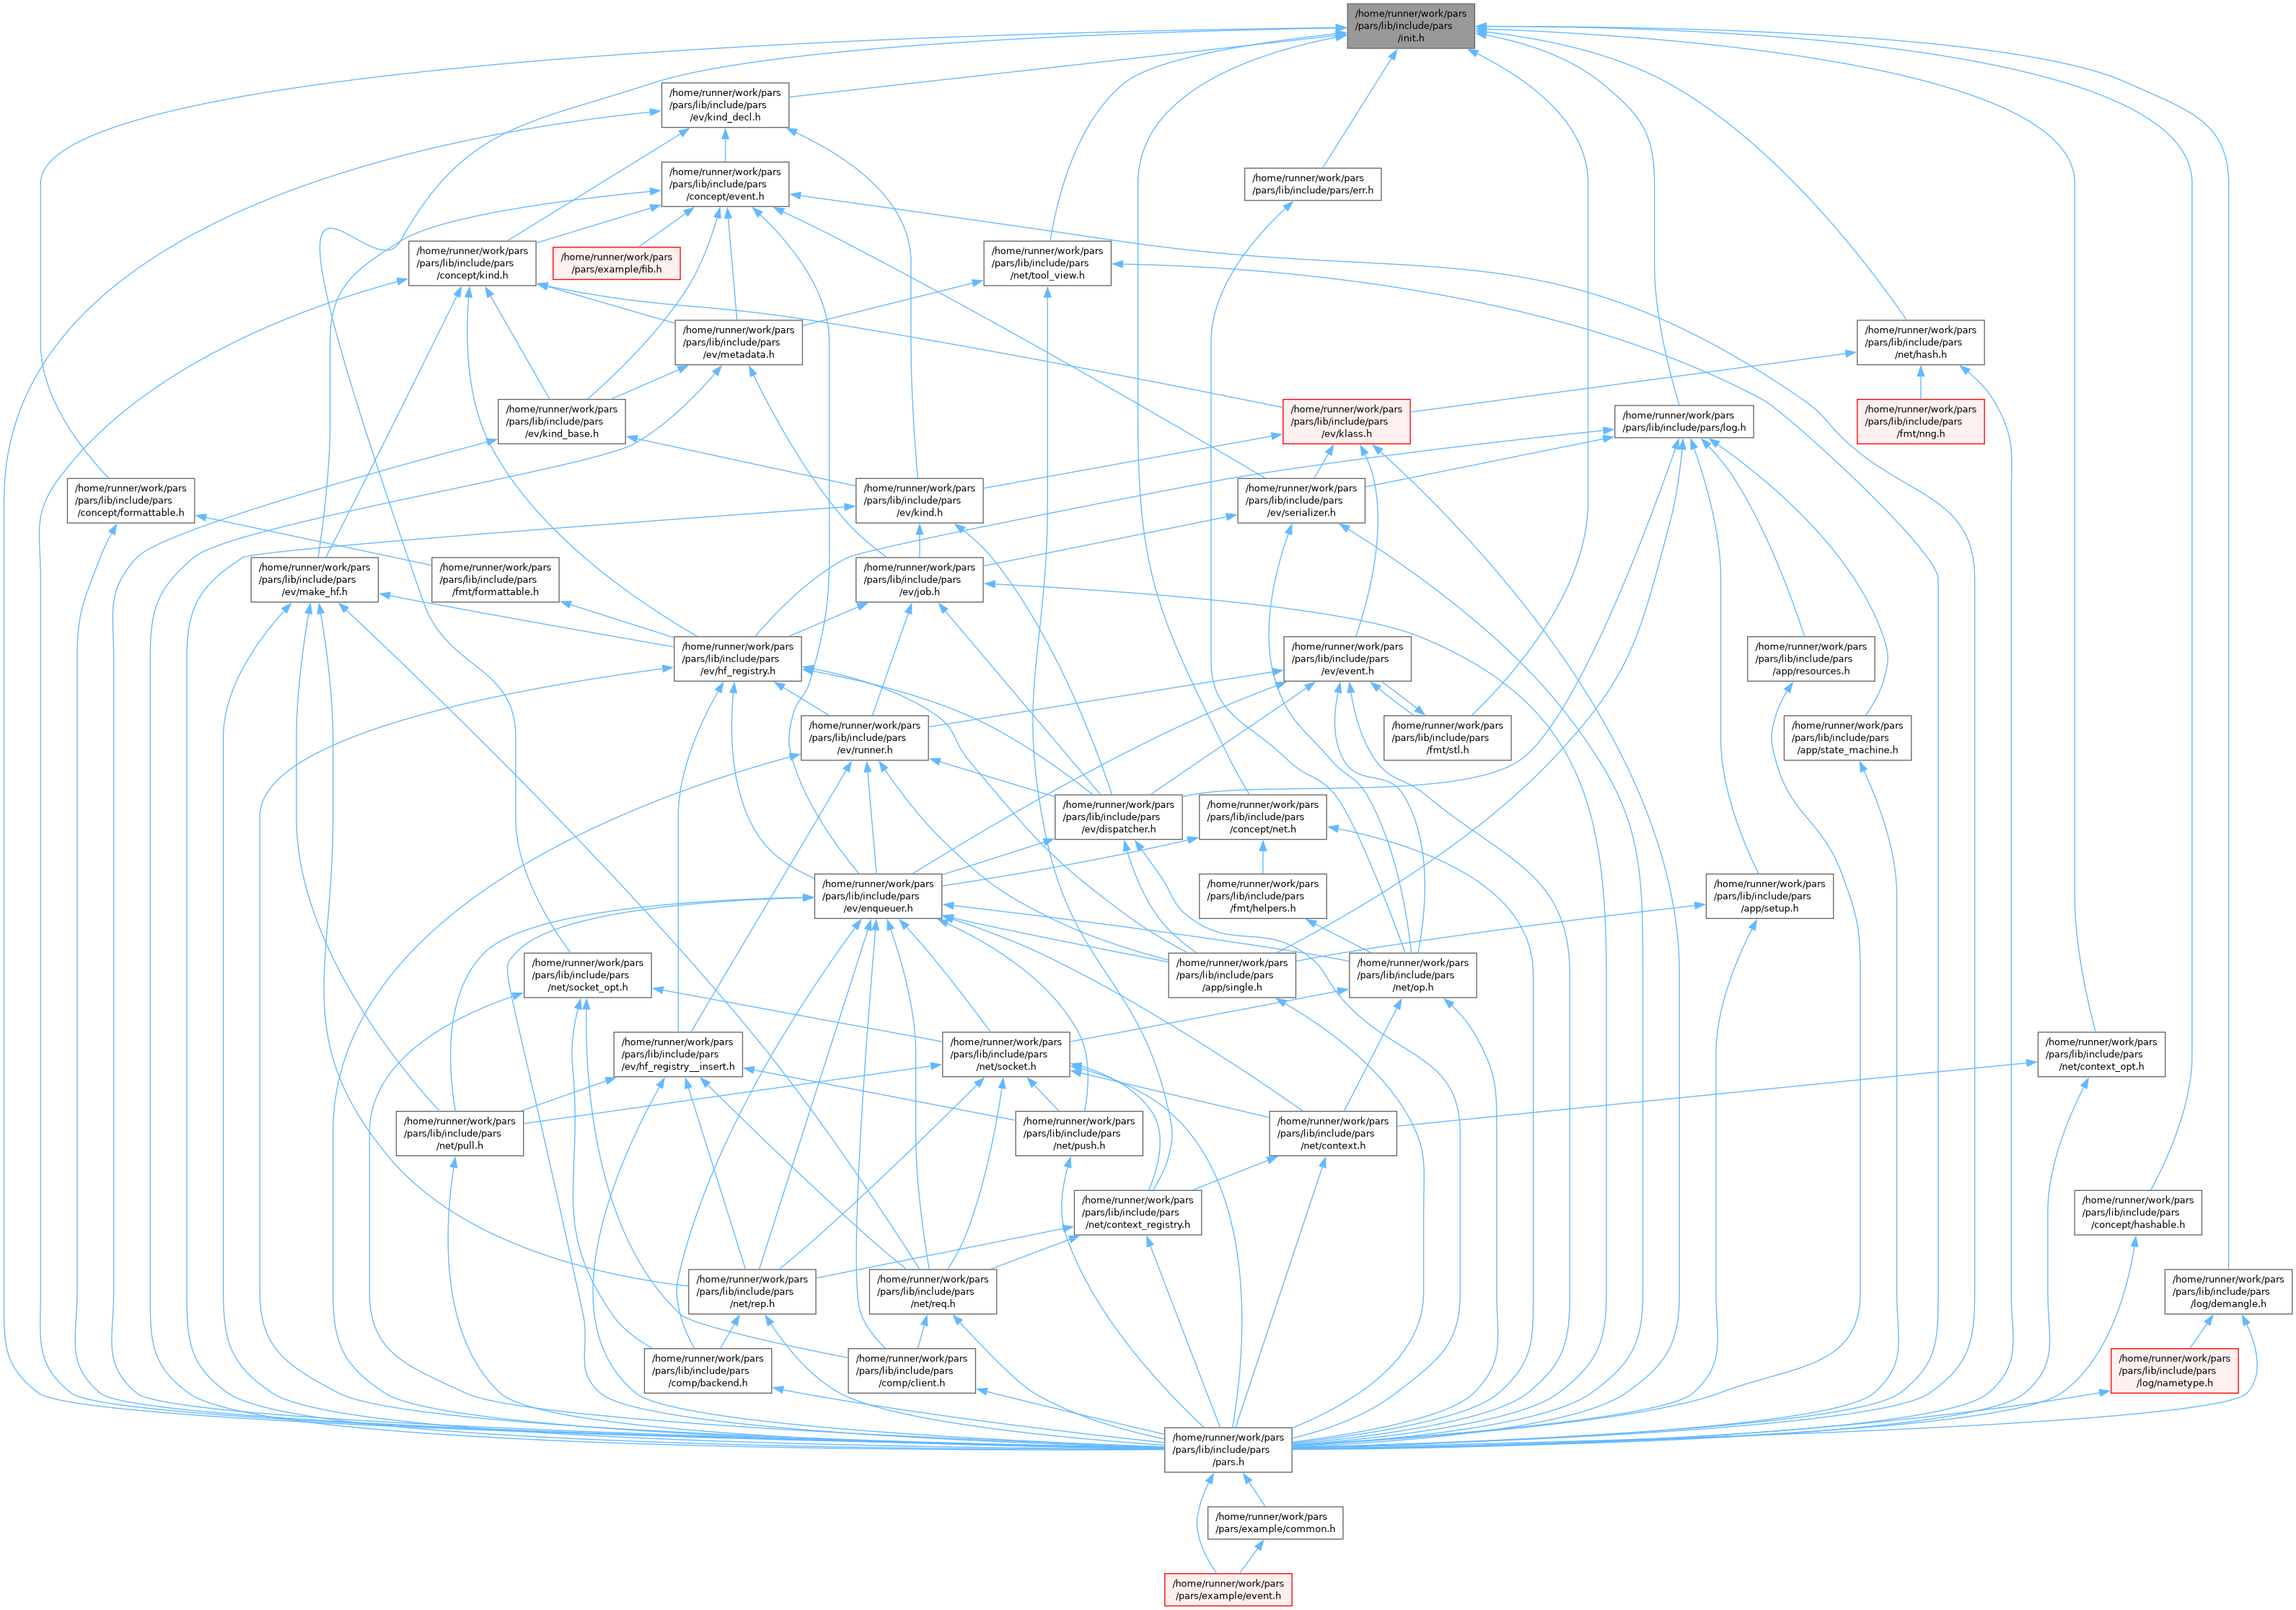 /home/runner/work/pars
/pars/lib/include/pars
/init.h
/home/runner/work/pars
/pars/lib/include/pars
/ev/kind_decl.h
/home/runner/work/pars
/pars/lib/include/pars
/concept/event.h
/home/runner/work/pars
/pars/lib/include/pars/err.h
/home/runner/work/pars
/pars/lib/include/pars
/concept/kind.h
/home/runner/work/pars
/pars/example/fib.h
/home/runner/work/pars
/pars/lib/include/pars
/net/tool_view.h
/home/runner/work/pars
/pars/lib/include/pars
/ev/metadata.h
/home/runner/work/pars
/pars/lib/include/pars
/net/hash.h
/home/runner/work/pars
/pars/lib/include/pars
/ev/kind_base.h
/home/runner/work/pars
/pars/lib/include/pars
/ev/klass.h
/home/runner/work/pars
/pars/lib/include/pars/log.h
/home/runner/work/pars
/pars/lib/include/pars
/fmt/nng.h
/home/runner/work/pars
/pars/lib/include/pars
/concept/formattable.h
/home/runner/work/pars
/pars/lib/include/pars
/ev/kind.h
/home/runner/work/pars
/pars/lib/include/pars
/ev/serializer.h
/home/runner/work/pars
/pars/lib/include/pars
/ev/make_hf.h
/home/runner/work/pars
/pars/lib/include/pars
/fmt/formattable.h
/home/runner/work/pars
/pars/lib/include/pars
/ev/job.h
/home/runner/work/pars
/pars/lib/include/pars
/ev/hf_registry.h
/home/runner/work/pars
/pars/lib/include/pars
/ev/event.h
/home/runner/work/pars
/pars/lib/include/pars
/app/resources.h
/home/runner/work/pars
/pars/lib/include/pars
/ev/runner.h
/home/runner/work/pars
/pars/lib/include/pars
/fmt/stl.h
/home/runner/work/pars
/pars/lib/include/pars
/app/state_machine.h
/home/runner/work/pars
/pars/lib/include/pars
/ev/dispatcher.h
/home/runner/work/pars
/pars/lib/include/pars
/concept/net.h
/home/runner/work/pars
/pars/lib/include/pars
/ev/enqueuer.h
/home/runner/work/pars
/pars/lib/include/pars
/fmt/helpers.h
/home/runner/work/pars
/pars/lib/include/pars
/app/setup.h
/home/runner/work/pars
/pars/lib/include/pars
/net/socket_opt.h
/home/runner/work/pars
/pars/lib/include/pars
/app/single.h
/home/runner/work/pars
/pars/lib/include/pars
/net/op.h
/home/runner/work/pars
/pars/lib/include/pars
/ev/hf_registry__insert.h
/home/runner/work/pars
/pars/lib/include/pars
/net/socket.h
/home/runner/work/pars
/pars/lib/include/pars
/net/context_opt.h
/home/runner/work/pars
/pars/lib/include/pars
/net/pull.h
/home/runner/work/pars
/pars/lib/include/pars
/net/push.h
/home/runner/work/pars
/pars/lib/include/pars
/net/context.h
/home/runner/work/pars
/pars/lib/include/pars
/net/context_registry.h
/home/runner/work/pars
/pars/lib/include/pars
/concept/hashable.h
/home/runner/work/pars
/pars/lib/include/pars
/net/rep.h
/home/runner/work/pars
/pars/lib/include/pars
/net/req.h
/home/runner/work/pars
/pars/lib/include/pars
/log/demangle.h
/home/runner/work/pars
/pars/lib/include/pars
/comp/backend.h
/home/runner/work/pars
/pars/lib/include/pars
/comp/client.h
/home/runner/work/pars
/pars/lib/include/pars
/log/nametype.h
/home/runner/work/pars
/pars/lib/include/pars
/pars.h
/home/runner/work/pars
/pars/example/common.h
/home/runner/work/pars
/pars/example/event.h